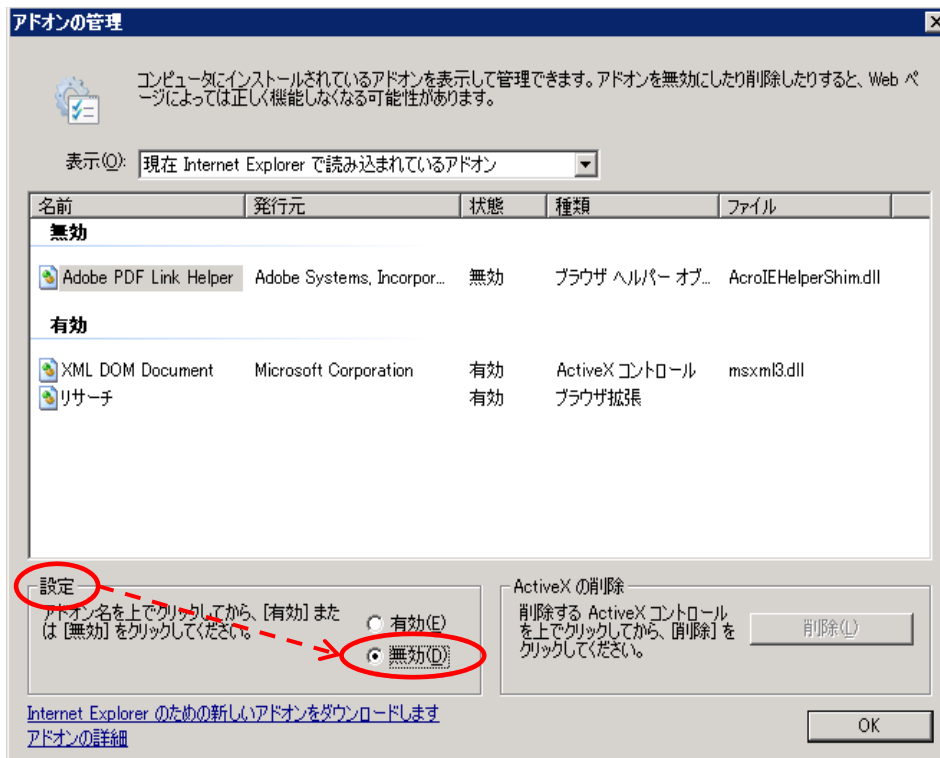 アドオンの管理
コンピュータにインストールされているアドオンを表示して管理できます。アドオンを無効にしたり削除したりすると、Web ペ
ージによっては正しく機能しなくなる可能性があります。
表示(O): 現在 Internet Explorer で読み込まれているアドオン
名前 発行元 状態 種類 ファイル
無効
Adobe PDF Link Helper Adobe Systems, Incorpor... 無効 ブラウザ ヘルパー オブ... AcroIEHelperShim.dll
有効
XML DOM Document Microsoft Corporation 有効 ActiveX コントロール msxml3.dll
リサーチ 有効 ブラウザ拡張
設定
アドオン名を上でクリックしてから、[有効] また
は [無効] をクリックしてください。
有効(E)
無効(D)
ActiveX の削除
削除する ActiveX コントロール
を上でクリックしてから、[削除] を
クリックしてください。
削除(L)
Internet Explorer のための新しいアドオンをダウンロードします
アドオンの詳細
OK